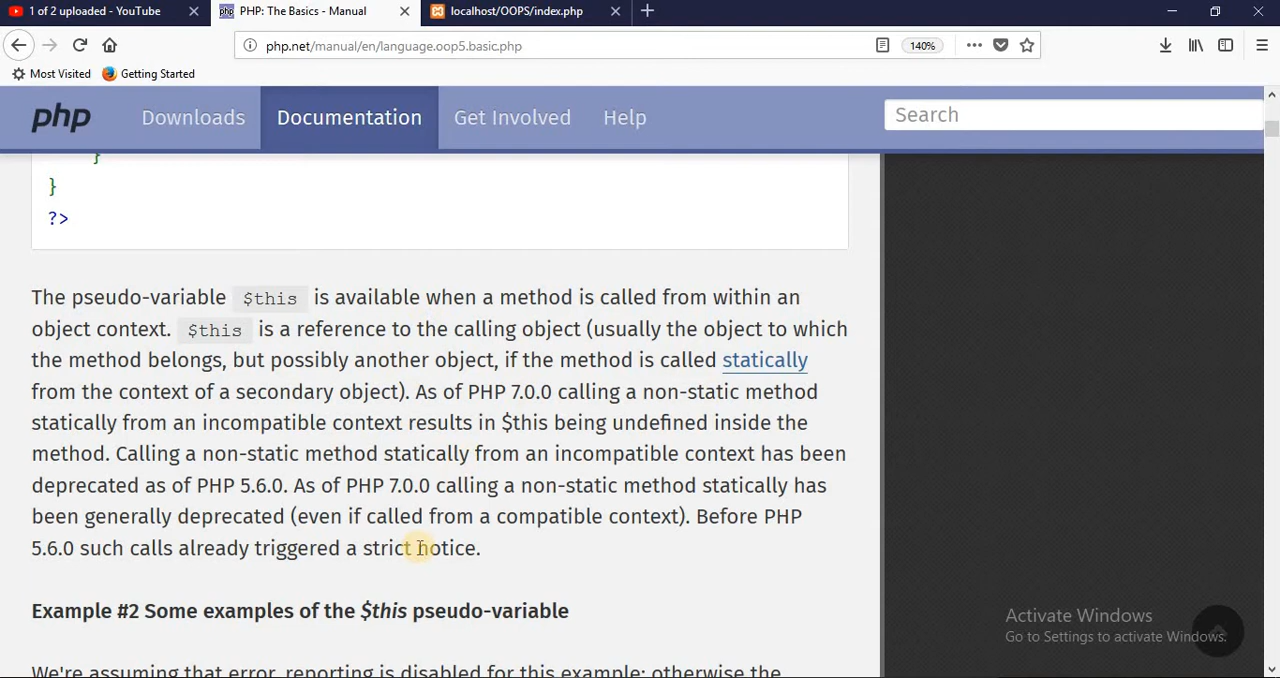 1 of 2 uploaded - YouTube
PHP: The Basics - Manual
localhost/OOPS/index.php
php.net/manual/en/language.oop5.basic.php
140%
Most Visited
Getting Started
php
Downloads
Documentation
Get Involved
Help
Search
}
}
?>
The pseudo-variable $this is available when a method is called from within an
object context. $this is a reference to the calling object (usually the object to which
the method belongs, but possibly another object, if the method is called statically
from the context of a secondary object). As of PHP 7.0.0 calling a non-static method
statically from an incompatible context results in $this being undefined inside the
method. Calling a non-static method statically from an incompatible context has been
deprecated as of PHP 5.6.0. As of PHP 7.0.0 calling a non-static method statically has
been generally deprecated (even if called from a compatible context). Before PHP
5.6.0 such calls already triggered a strict notice.
Example #2 Some examples of the $this pseudo-variable
We're assuming that error_reporting is disabled for this example; otherwise the
Activate Windows
Go to Settings to activate Windows.